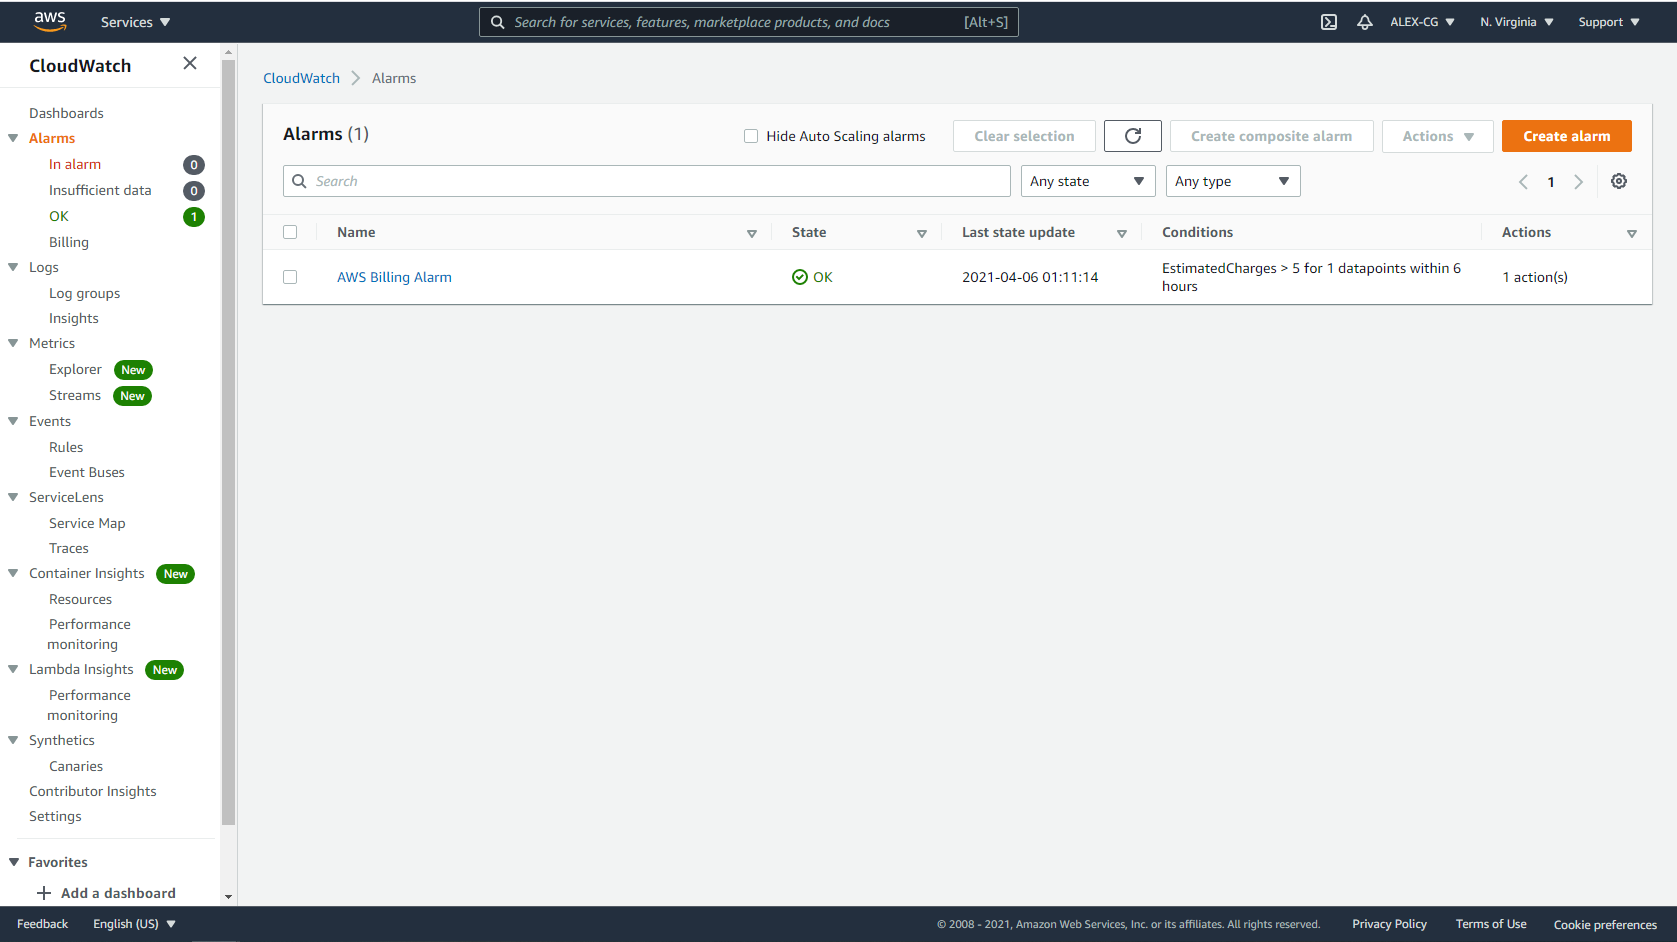 aws
Services
Search for services, features, marketplace products, and docs [Alt+S]
ALEX-CG
N. Virginia
Support
CloudWatch
Dashboards
Alarms
In alarm 0
Insufficient data 0
OK 1
Billing
Logs
Log groups
Insights
Metrics
Explorer New
Streams New
Events
Rules
Event Buses
ServiceLens
Service Map
Traces
Container Insights New
Resources
Performance
monitoring
Lambda Insights New
Performance
monitoring
Synthetics
Canaries
Contributor Insights
Settings
Favorites
Add a dashboard
CloudWatch > Alarms
Alarms (1)
Hide Auto Scaling alarms
Clear selection
Create composite alarm
Actions
Create alarm
Search
Any state
Any type
1
Name State Last state update Conditions Actions
AWS Billing Alarm OK 2021-04-06 01:11:14 EstimatedCharges > 5 for 1 datapoints within 6
hours
1 action(s)
Feedback English (US) © 2008 - 2021, Amazon Web Services, Inc. or its affiliates. All rights reserved. Privacy Policy Terms of Use Cookie preferences